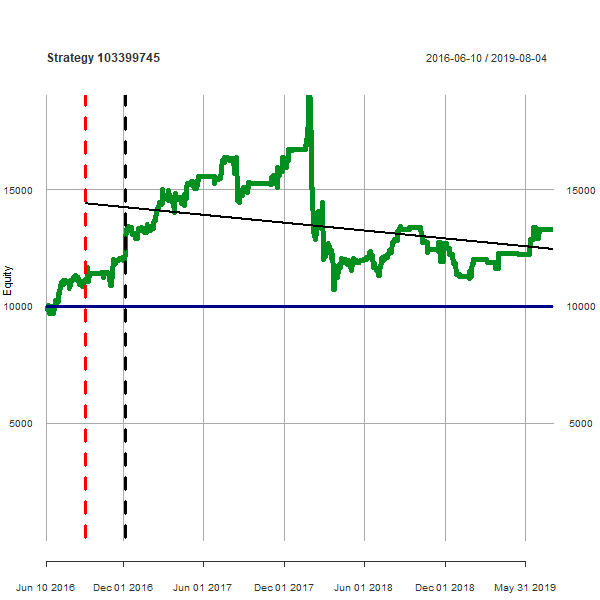 Strategy 103399745
2016-06-10 / 2019-08-04
15000
15000
Equity
10000
10000
5000
5000
Jun 10 2016
Dec 01 2016
Jun 01 2017
Dec 01 2017
Jun 01 2018
Dec 01 2018
May 31 2019